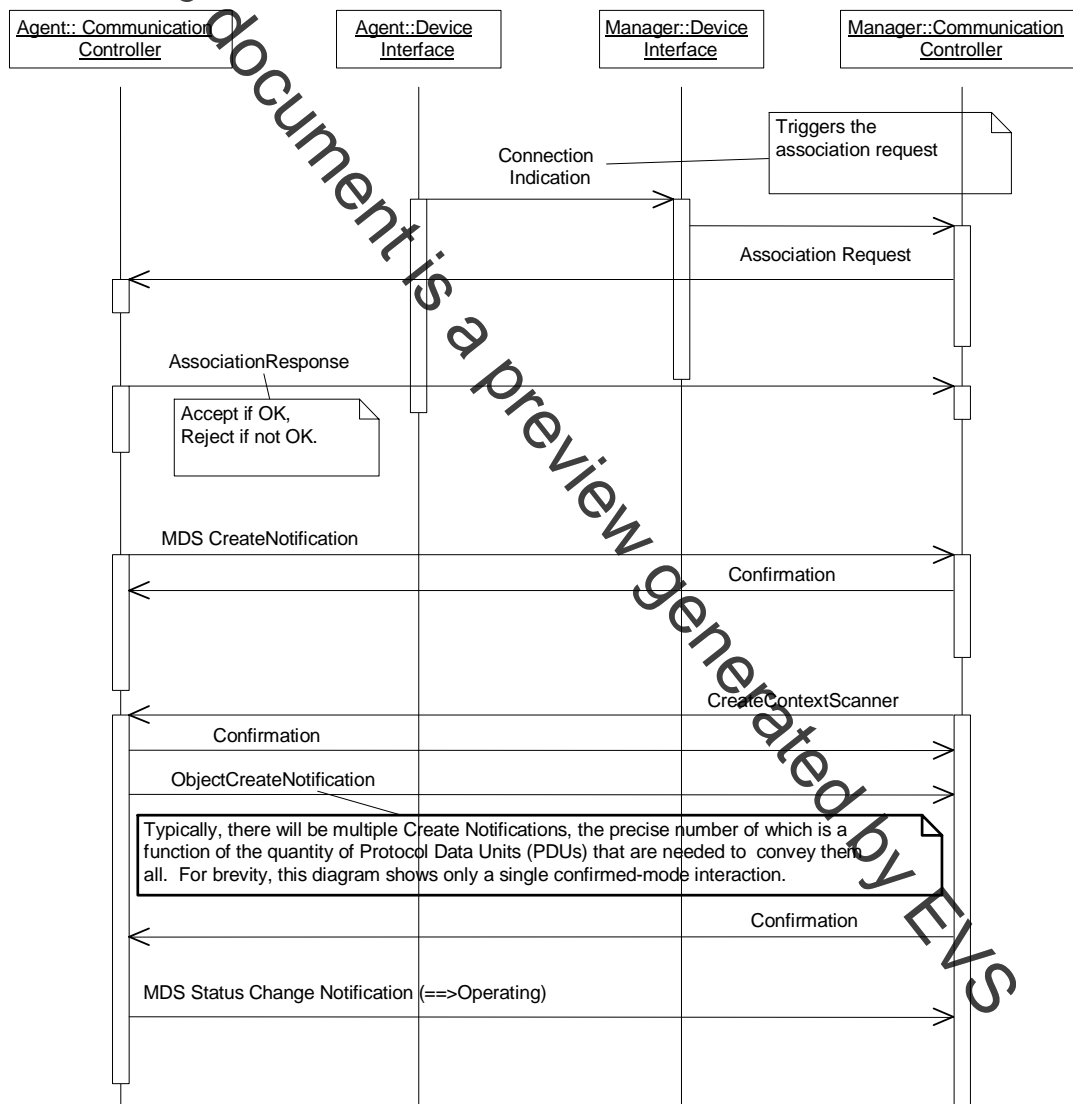 Agent:: Communication
Controller
Agent::Device
Interface
Manager::Device
Interface
Manager::Communication
Controller
Triggers the
association request
Connection
Indication
Association Request
AssociationResponse
Accept if OK,
Reject if not OK.
MDS CreateNotification
Confirmation
CreateContextScanner
Confirmation
ObjectCreateNotification
Typically, there will be multiple Create Notifications, the precise number of which is a
function of the quantity of Protocol Data Units (PDUs) that are needed to convey them
all. For brevity, this diagram shows only a single confirmed-mode interaction.
Confirmation
MDS Status Change Notification (==>Operating)
document is a preview generated by EVS